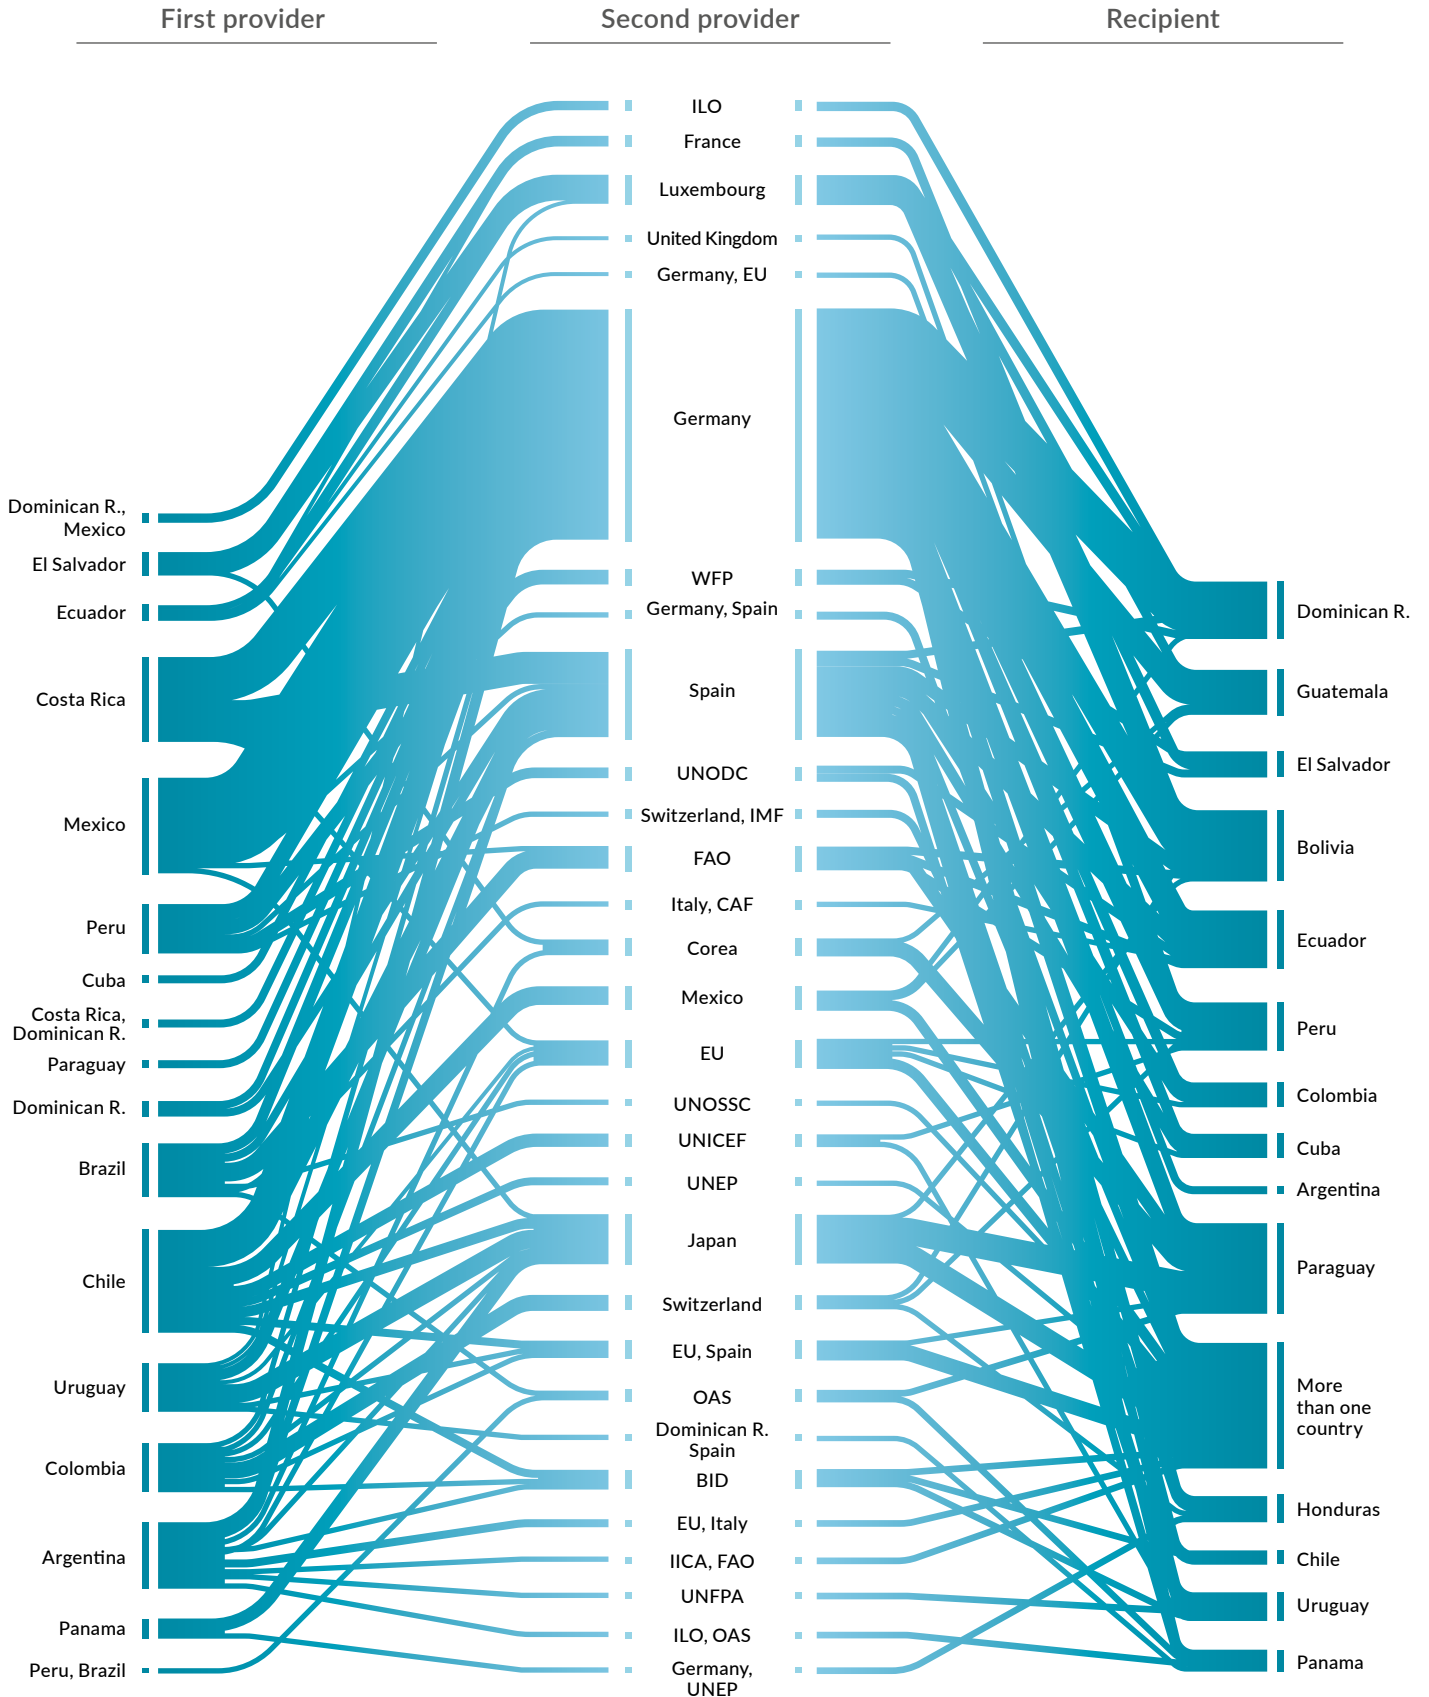 First provider
Second provider
Recipient
Dominican R.,
Mexico
El Salvador
Ecuador
Costa Rica
Mexico
Peru
Cuba
Costa Rica,
Dominican R.
Paraguay
Dominican R.
Brazil
Chile
Uruguay
Colombia
Argentina
Panama
Peru, Brazil
ILO
France
Luxembourg
United Kingdom
Germany, EU
Germany
WFP
Germany, Spain
Spain
UNODC
Switzerland, IMF
FAO
Italy, CAF
Corea
Mexico
EU
UNOSSC
UNICEF
UNEP
Japan
Switzerland
EU, Spain
OAS
Dominican R.
Spain
BID
EU, Italy
IICA, FAO
UNFPA
ILO, OAS
Germany,
UNEP
Dominican R.
Guatemala
El Salvador
Bolivia
Ecuador
Peru
Colombia
Cuba
Argentina
Paraguay
More
than one
country
Honduras
Chile
Uruguay
Panama